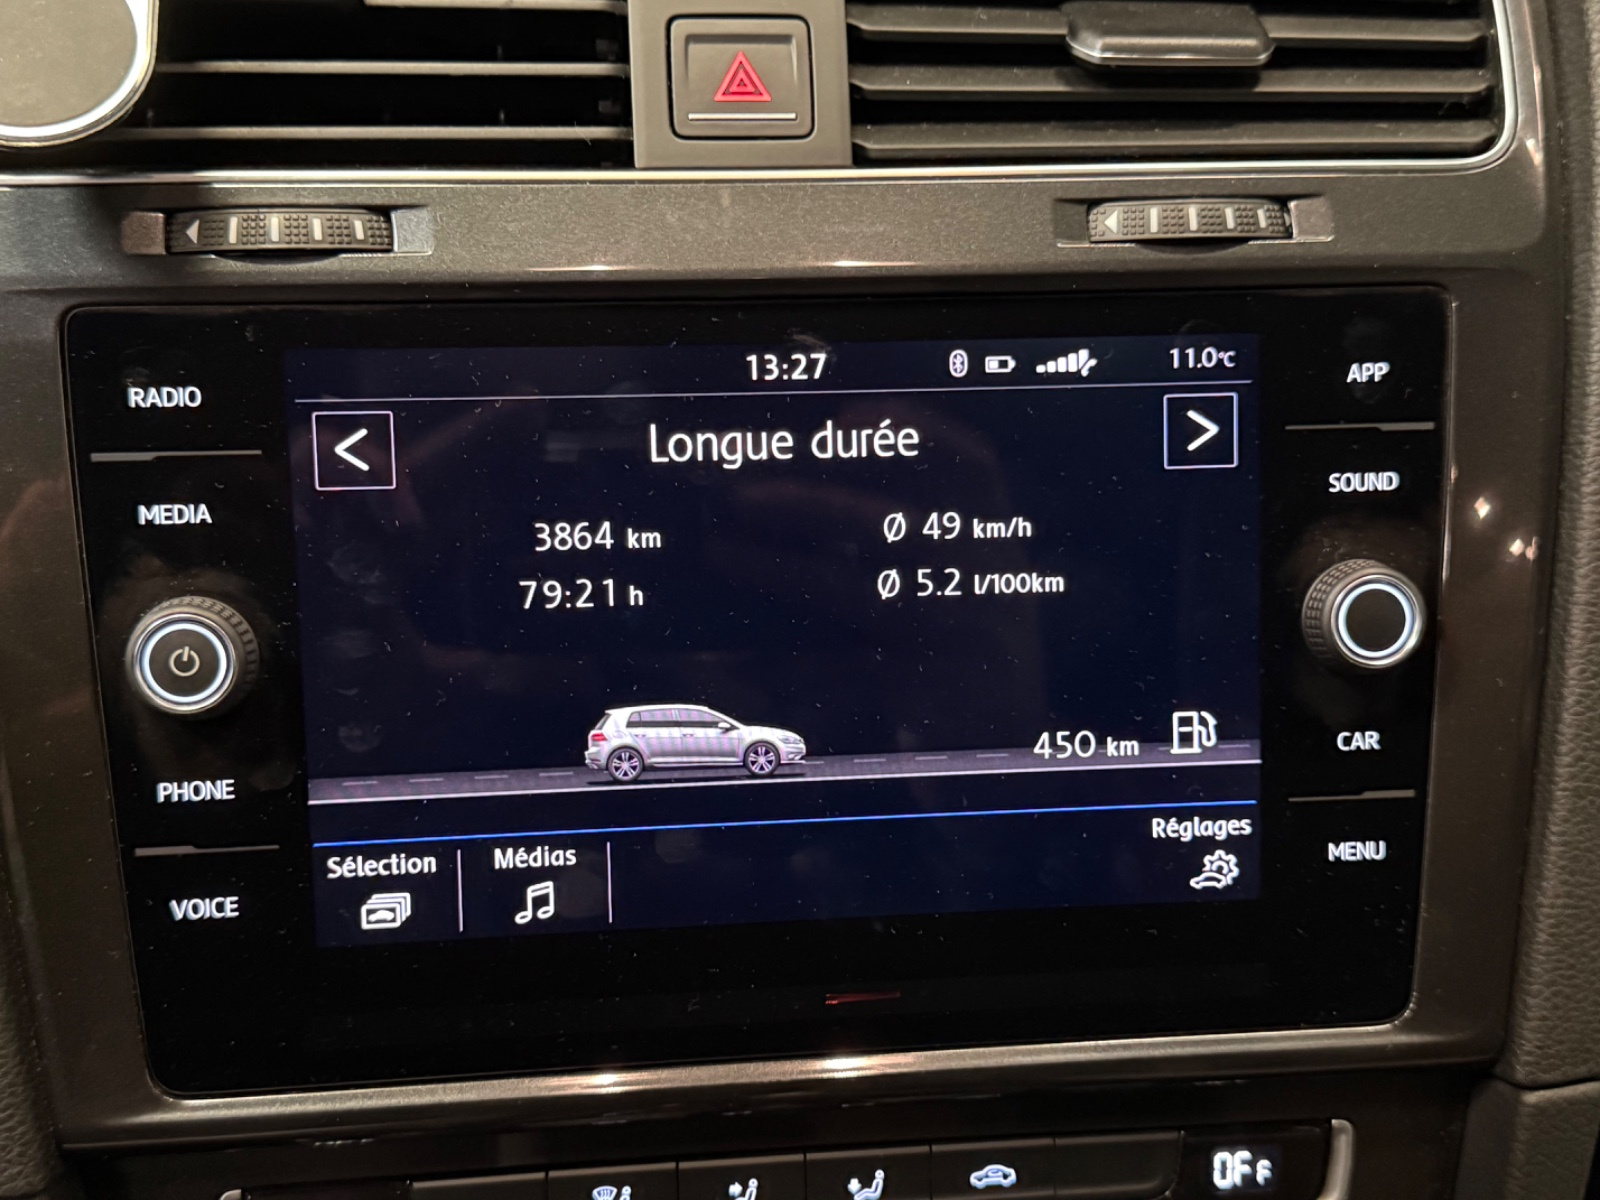 13:27
11.0°C
RADIO
APP
Longue durée
MEDIA
SOUND
3864 km
Ø 49 km/h
79:21 h
Ø 5.2 l/100km
450 km
PHONE
CAR
Réglages
Sélection
Médias
VOICE
MENU
OFF